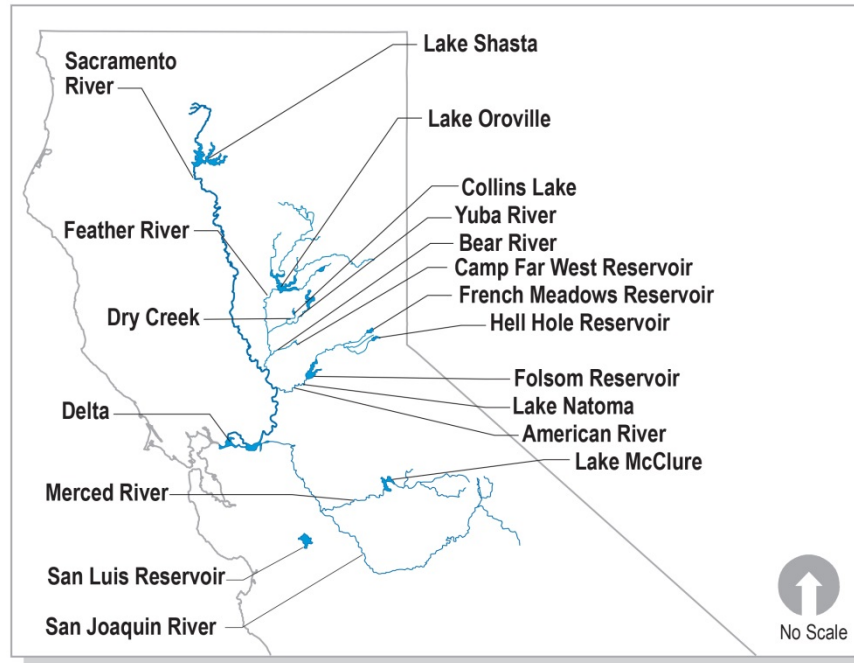 Lake Shasta
Sacramento
River
Lake Oroville
Collins Lake
Yuba River
Feather River
Bear River
Camp Far West Reservoir
French Meadows Reservoir
Dry Creek
Hell Hole Reservoir
Folsom Reservoir
Lake Natoma
Delta
American River
Lake McClure
Merced River
San Luis Reservoir
San Joaquin River
No Scale